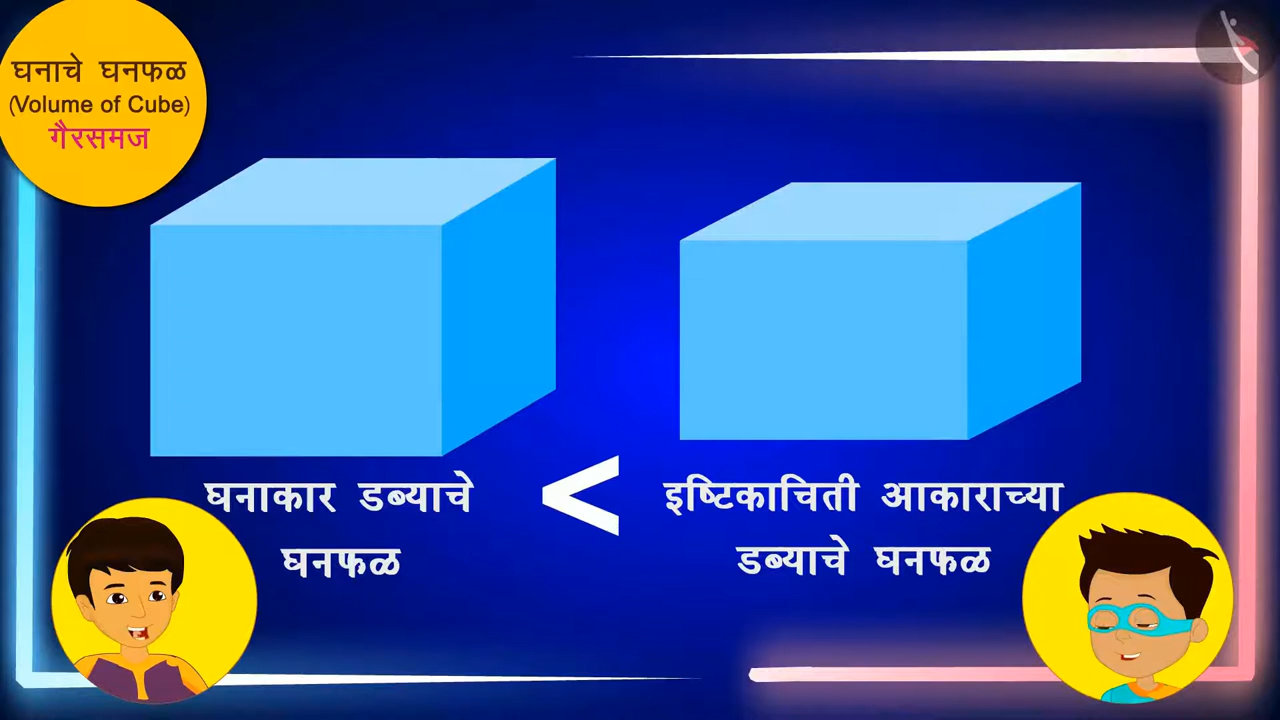 घनाचे घनफळ
(Volume of Cube)
गैरसमज
घनाकार डब्याचे
घनफळ
<
इष्टिकाचिती आकाराच्या
डब्याचे घनफळ